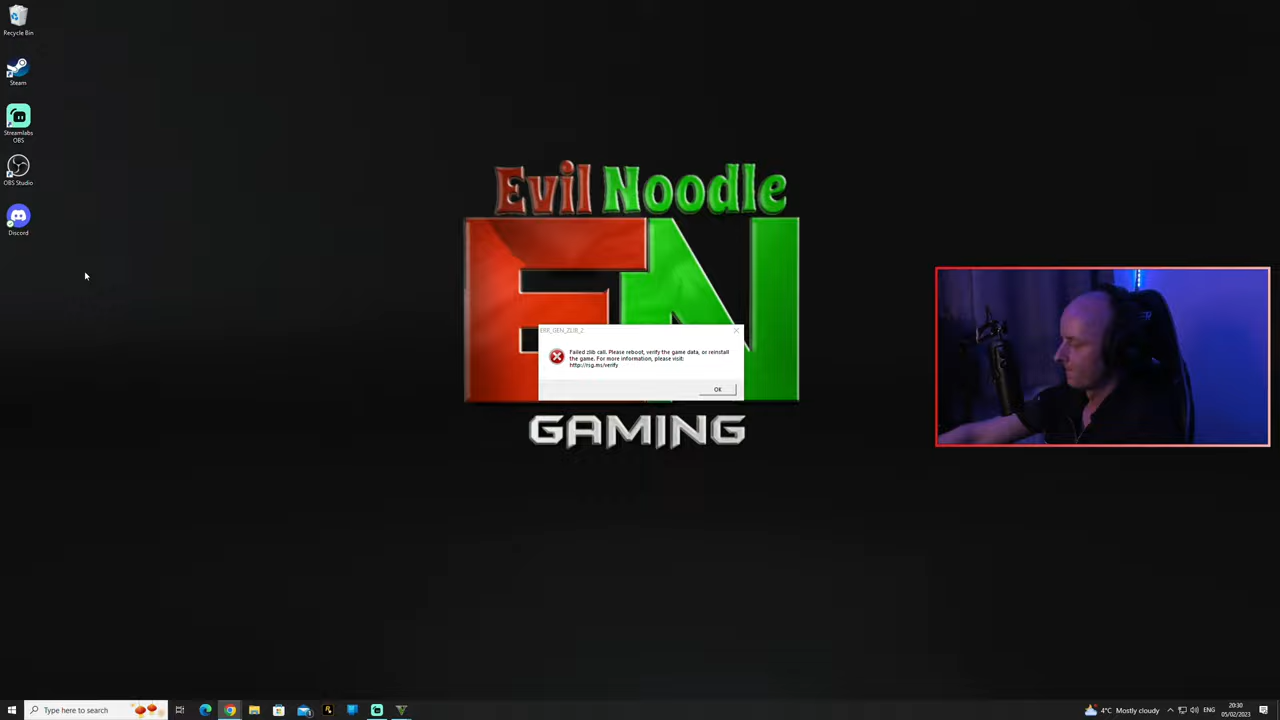 Recycle Bin
Steam
Streamlabs
OBS
OBS Studio
Discord
Evil Noodle
EN
GAMING
ERR_GEN_ZLIB_2
Failed zlib call. Please reboot, verify the game data, or reinstall
the game. For more information, please visit:
http://rsg.ms/verify
OK
Type here to search
4°C Mostly cloudy
ENG
20:30
05/02/2023